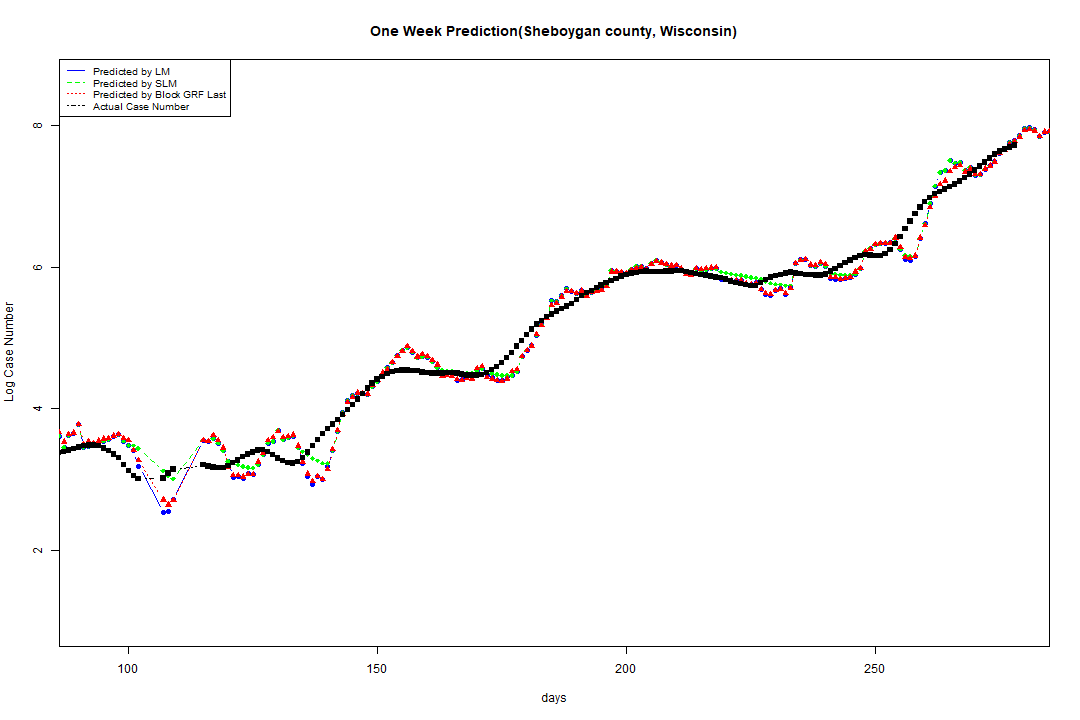 One Week Prediction(Sheboygan county, Wisconsin)
Predicted by LM
Predicted by SLM
Predicted by Block GRF Last
Actual Case Number
8
6
4
2
Log Case Number
100 150 200 250
days